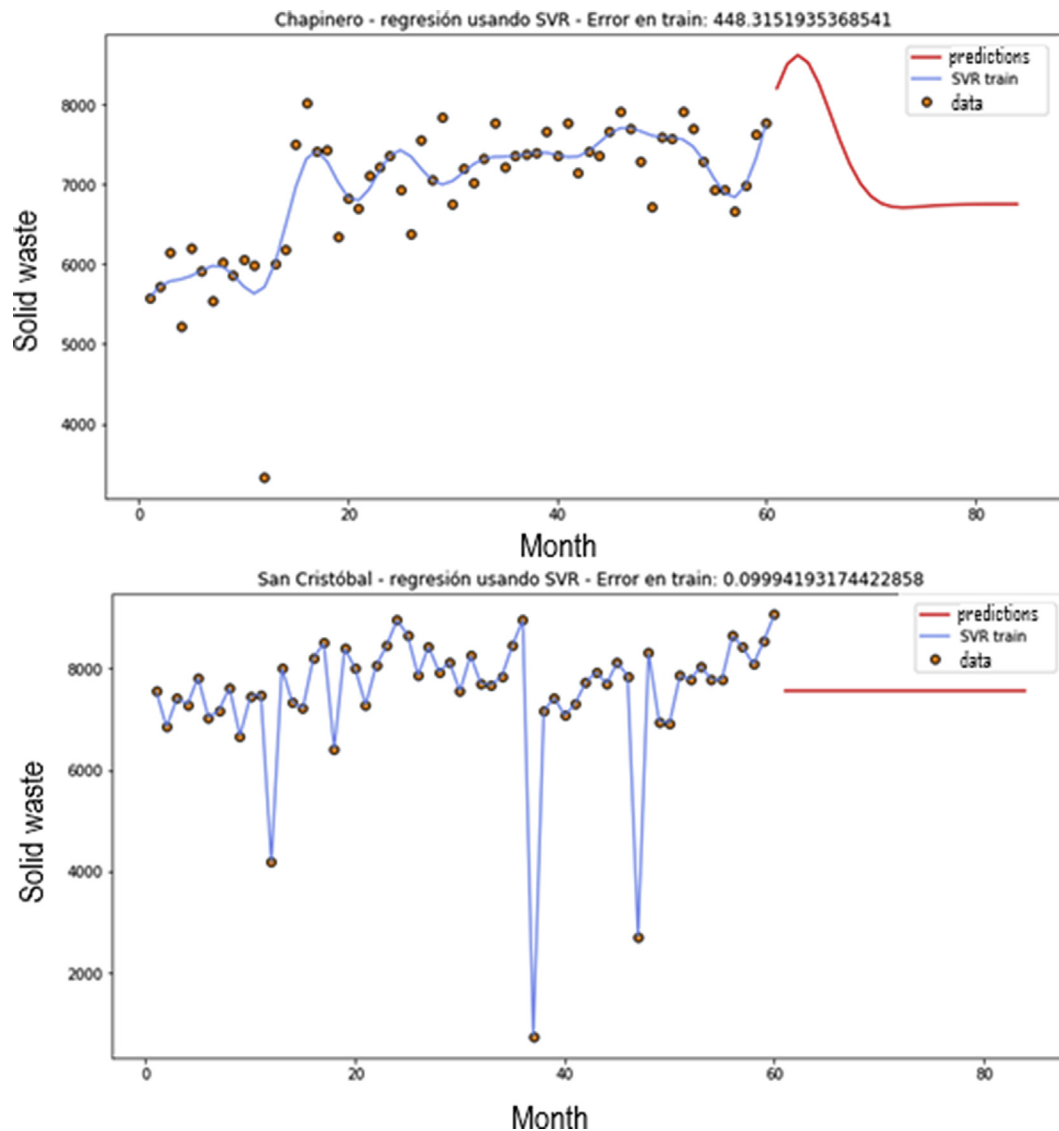 Chapinero - regresión usando SVR - Error en train: 448.3151935368541
predictions
SVR train
data
8000
7000
6000
5000
4000
Solid waste
0
20
40
60
80
Month
San Cristóbal - regresión usando SVR - Error en train: 0.09994193174422858
predictions
SVR train
data
8000
6000
4000
2000
Solid waste
0
20
40
60
80
Month